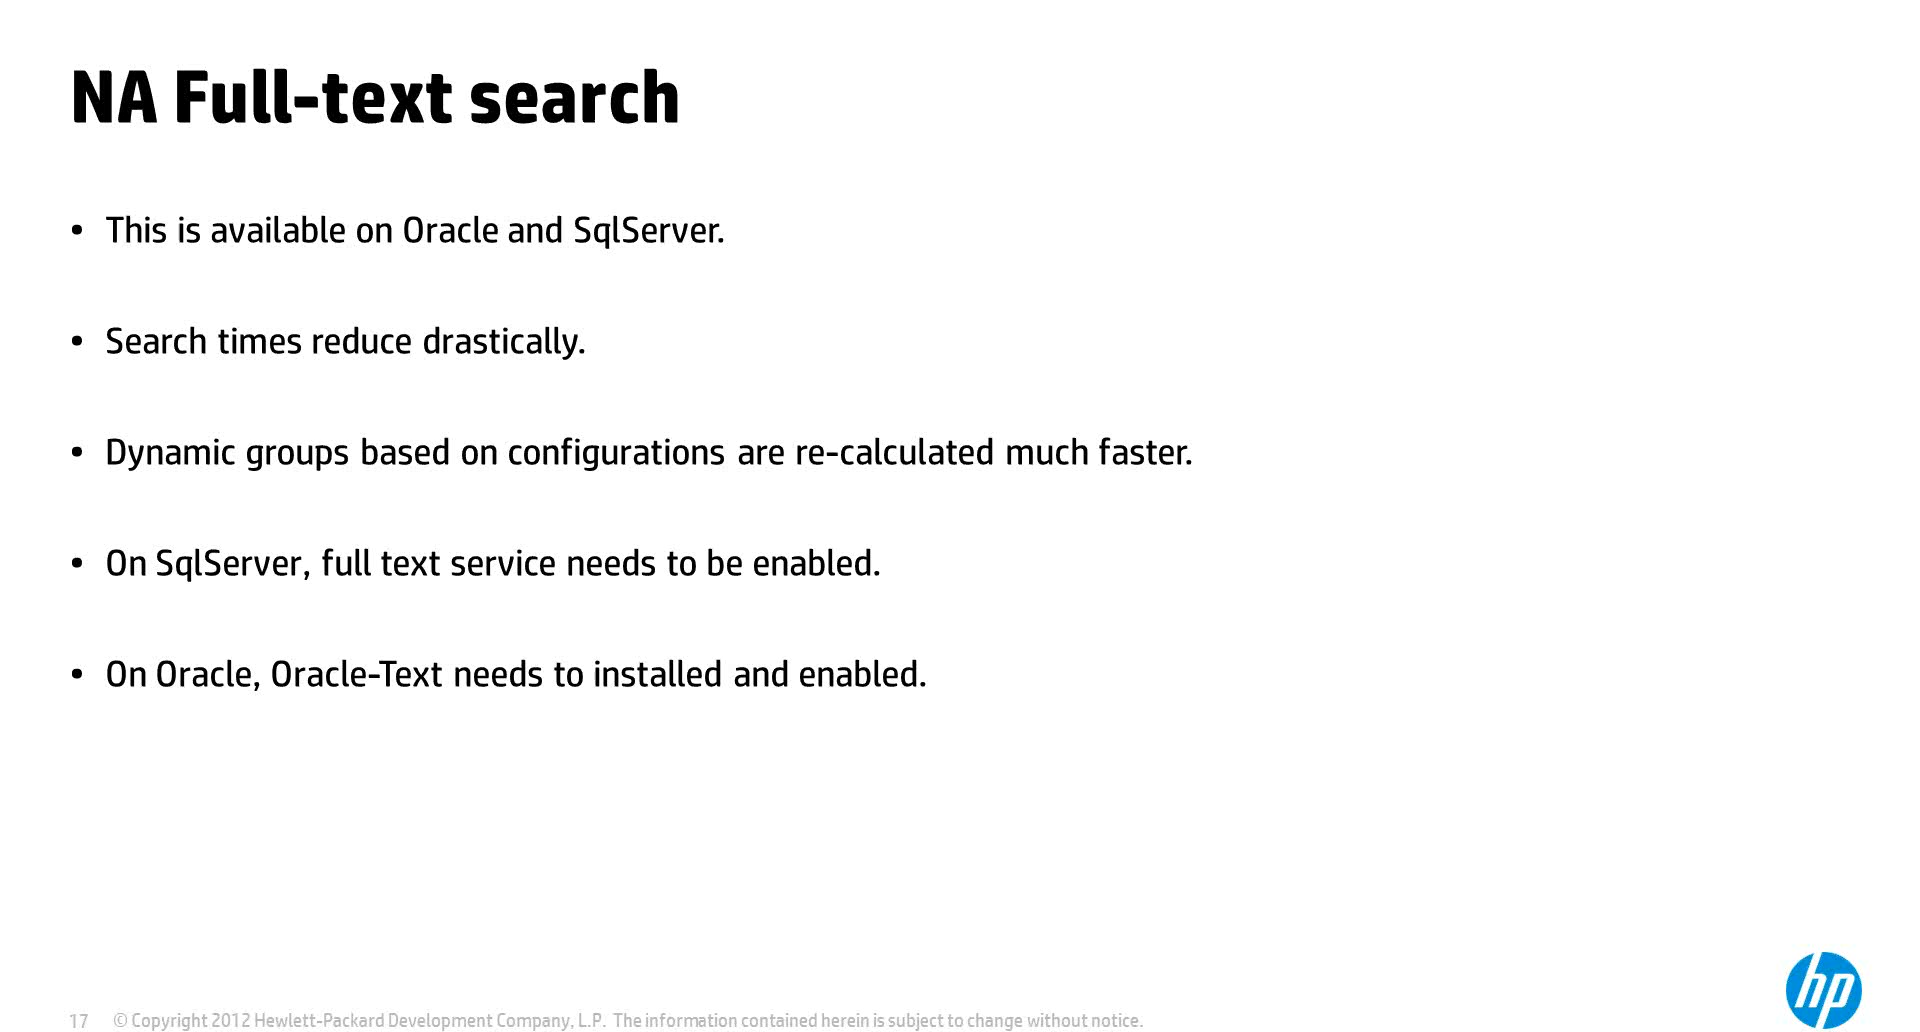 NA Full-text search
• This is available on Oracle and SqlServer.
• Search times reduce drastically.
• Dynamic groups based on configurations are re-calculated much faster.
• On SqlServer, full text service needs to be enabled.
• On Oracle, Oracle-Text needs to installed and enabled.
hp
17 © Copyright 2012 Hewlett-Packard Development Company, L.P. The information contained herein is subject to change without notice.